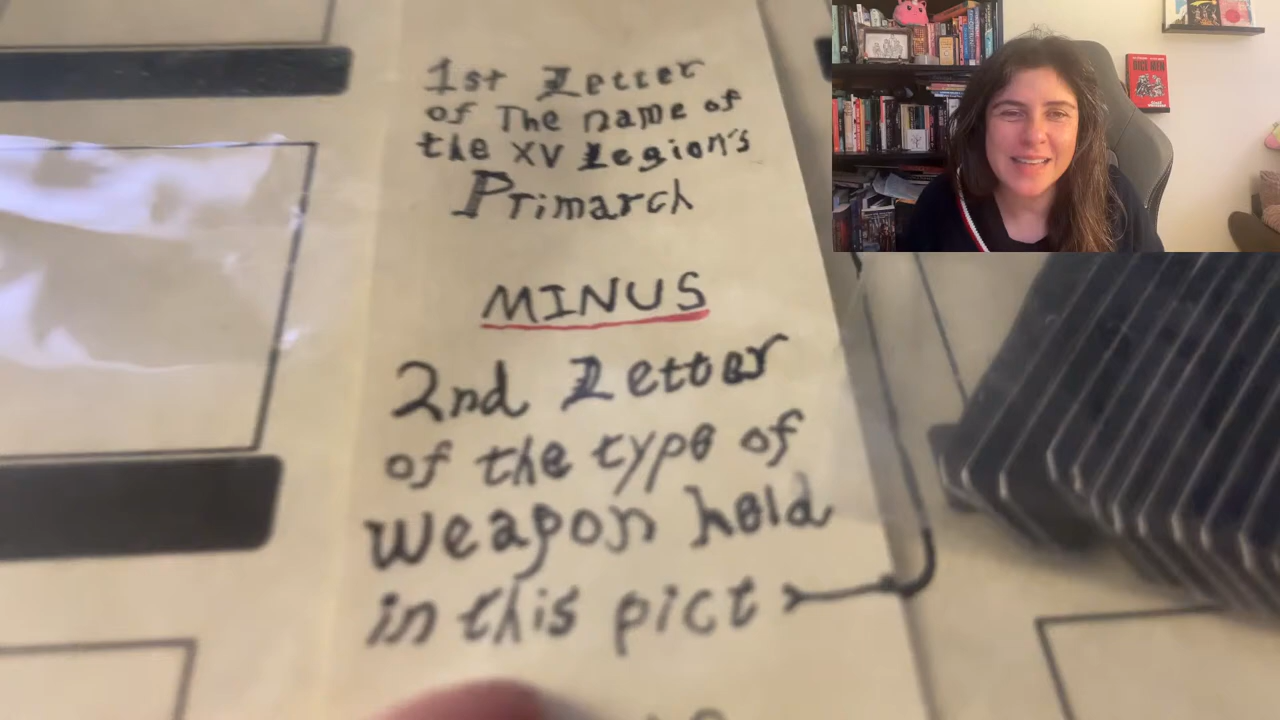 1st Letter
of The name of
the XV Legion's
Primarch
MINUS
2nd Letter
of the type of
weapon held
in this pict